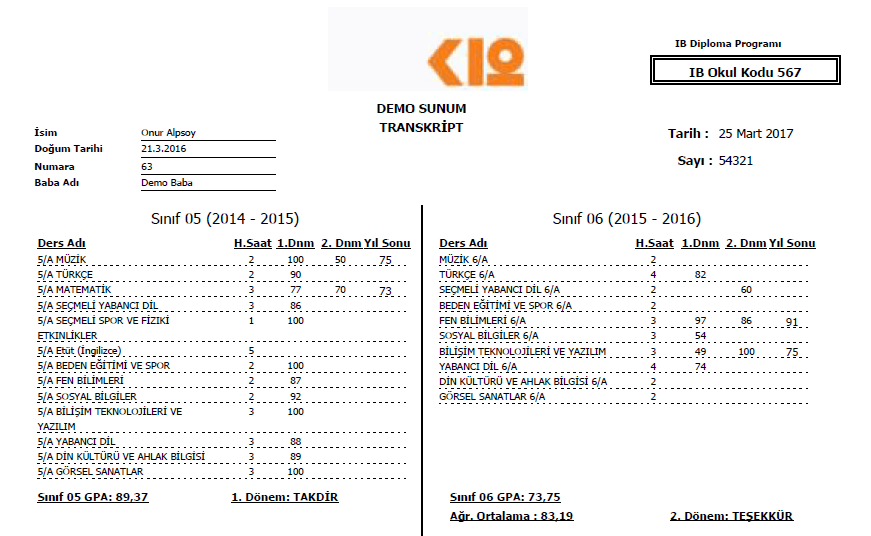 K12
IB Diploma Programı
IB Okul Kodu 567
DEMO SUNUM
TRANSKRİPT
İsim Onur Alpsoy
Doğum Tarihi 21.3.2016
Numara 63
Baba Adı Demo Baba
Tarih : 25 Mart 2017
Sayı : 54321
Sınıf 05 (2014 - 2015)
Ders Adı H.Saat 1.Dnm 2. Dnm Yıl Sonu
5/A MÜZİK 2 100 50 75
5/A TÜRKÇE 2 90
5/A MATEMATİK 3 77 70 73
5/A SEÇMELİ YABANCI DİL 3 86
5/A SEÇMELİ SPOR VE FİZİKİ 1 100
ETKİNLİKLER
5/A Etüt (İngilizce) 5
5/A BEDEN EĞİTİMİ VE SPOR 2 100
5/A FEN BİLİMLERİ 2 87
5/A SOSYAL BİLGİLER 2 92
5/A BİLİŞİM TEKNOLOJİLERİ VE 3 100
YAZILIM
5/A YABANCI DİL 3 88
5/A DİN KÜLTÜRÜ VE AHLAK BİLGİSİ 3 89
5/A GÖRSEL SANATLAR 3 100
Sınıf 05 GPA: 89,37 1. Dönem: TAKDİR
Sınıf 06 (2015 - 2016)
Ders Adı H.Saat 1.Dnm 2. Dnm Yıl Sonu
MÜZİK 6/A 2
TÜRKÇE 6/A 4 82
SEÇMELİ YABANCI DİL 6/A 2 60
BEDEN EĞİTİMİ VE SPOR 6/A 2
FEN BİLİMLERİ 6/A 3 97 86 91
SOSYAL BİLGİLER 6/A 3 54
BİLİŞİM TEKNOLOJİLERİ VE YAZILIM 3 49 100 75
YABANCI DİL 6/A 4 74
DİN KÜLTÜRÜ VE AHLAK BİLGİSİ 6/A 2
GÖRSEL SANATLAR 6/A 2
Sınıf 06 GPA: 73,75
Ağr. Ortalama : 83,19 2. Dönem: TEŞEKKÜR